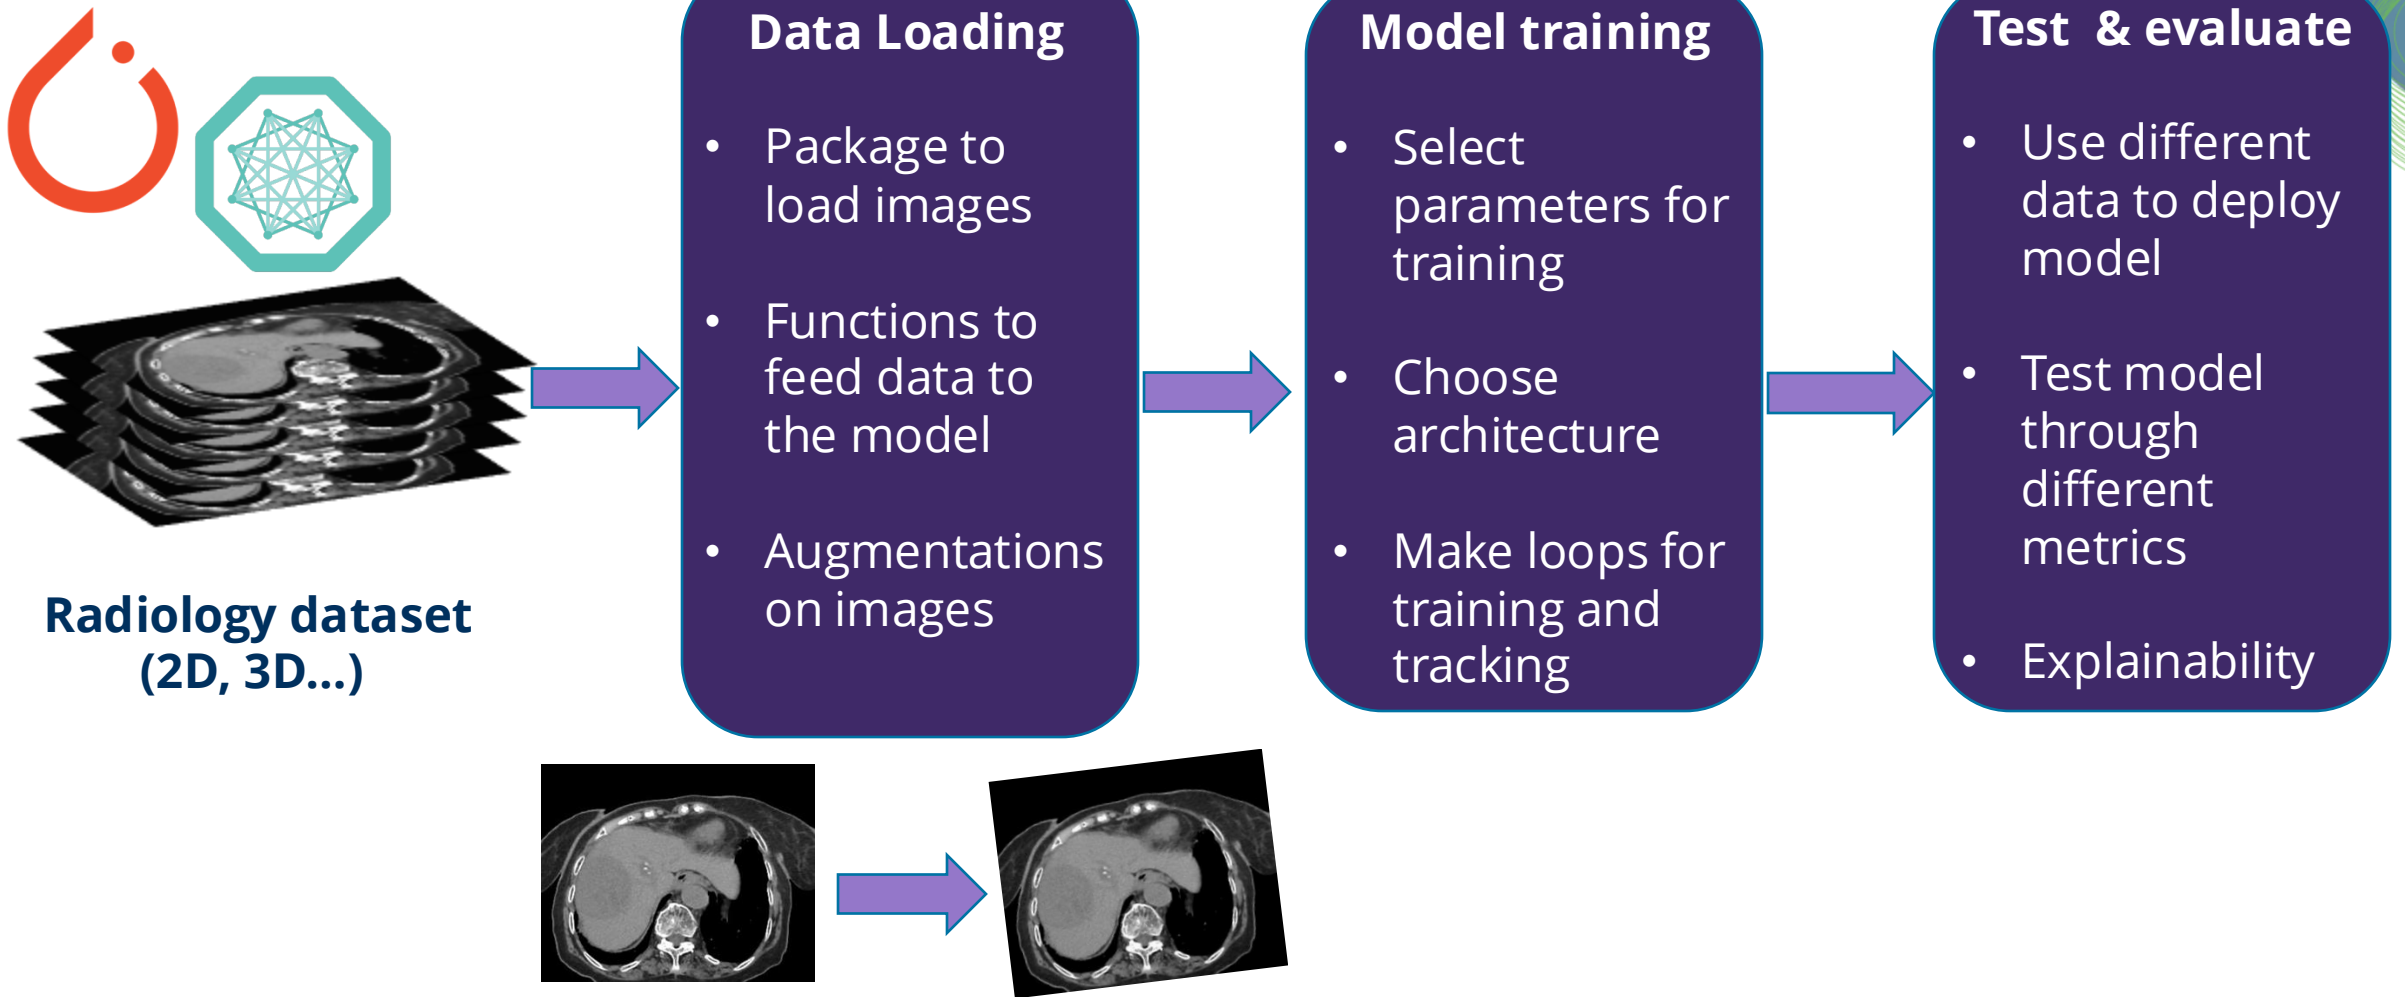 Radiology dataset
(2D, 3D...)
Data Loading
• Package to
load images
• Functions to
feed data to
the model
• Augmentations
on images
Model training
• Select
parameters for
training
• Choose
architecture
• Make loops for
training and
tracking
Test & evaluate
• Use different
data to deploy
model
• Test model
through
different
metrics
• Explainability